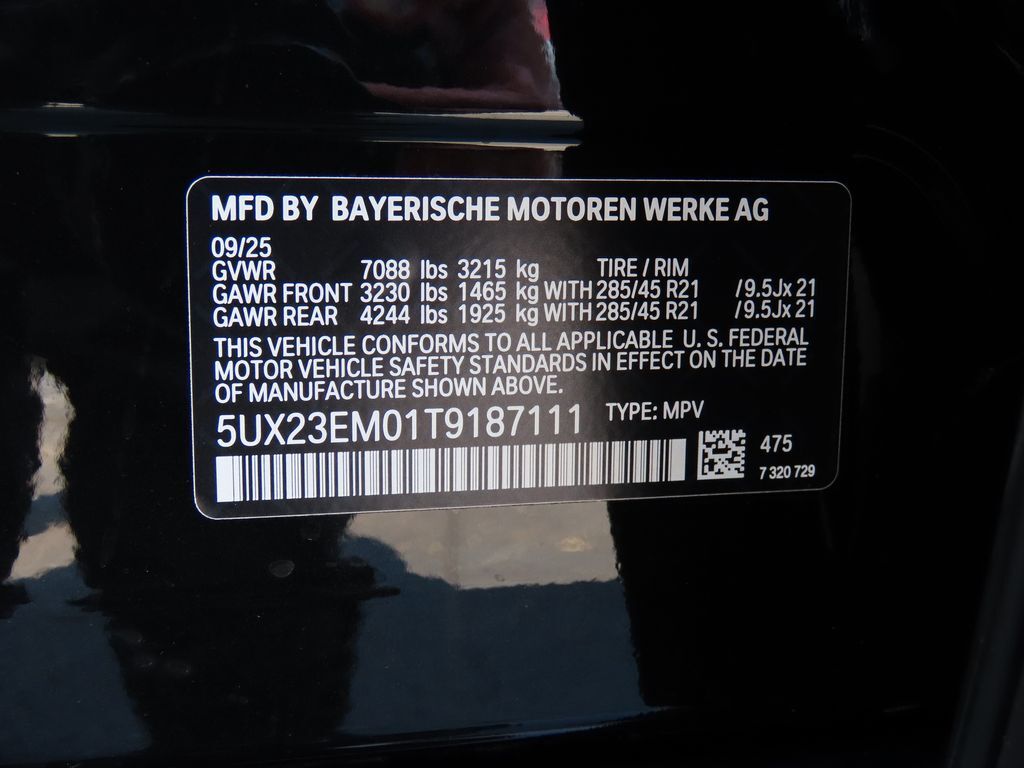 MFD BY BAYERISCHE MOTOREN WERKE AG
09/25
GVWR 7088 lbs 3215 kg TIRE / RIM
GAWR FRONT 3230 lbs 1465 kg WITH 285/45 R21 /9.5Jx 21
GAWR REAR 4244 lbs 1925 kg WITH 285/45 R21 /9.5Jx 21
THIS VEHICLE CONFORMS TO ALL APPLICABLE U. S. FEDERAL
MOTOR VEHICLE SAFETY STANDARDS IN EFFECT ON THE DATE
OF MANUFACTURE SHOWN ABOVE.
5UX23EM01T9187111 TYPE: MPV
475
7 320 729